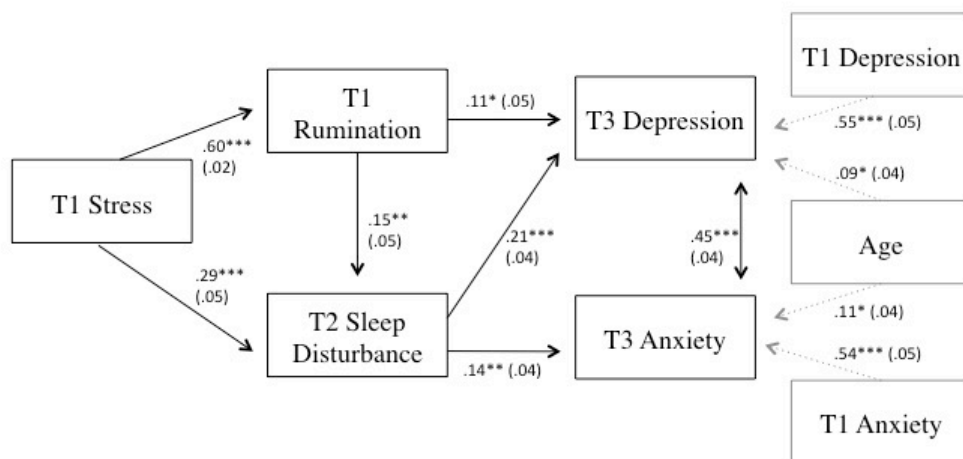 T1 Depression
T1
Rumination
.11* (.05)
T3 Depression
.55*** (.05)
.60***
(.02)
.09* (.04)
T1 Stress
.15**
(.05)
.21***
(.04)
.45***
(.04)
Age
.29***
(.05)
T2 Sleep
Disturbance
.14** (.04)
T3 Anxiety
.11* (.04)
.54*** (.05)
T1 Anxiety